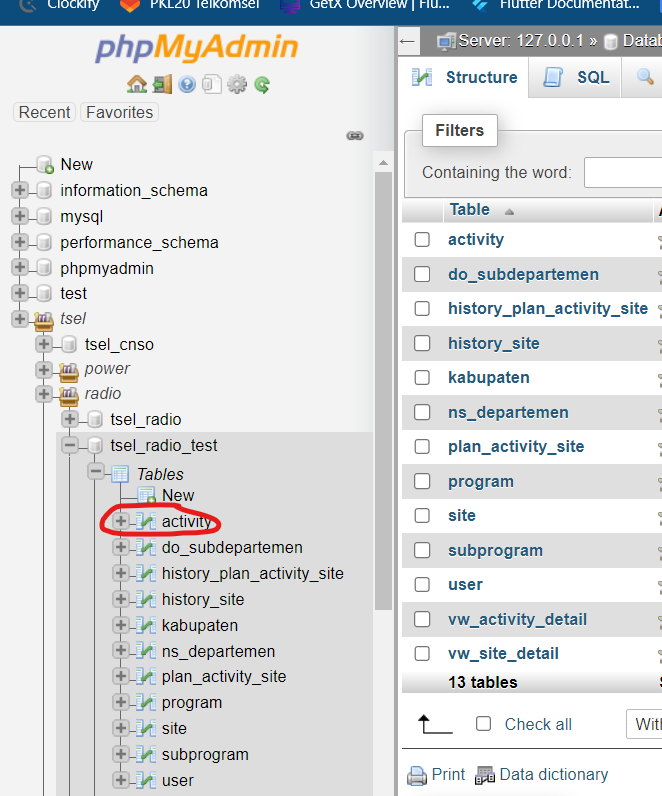 Clockify PKL20 Telkomsel GetX Overview | Flu... Flutter Documentat...
phpMyAdmin
Recent Favorites
New
information_schema
mysql
performance_schema
phpmyadmin
test
tsel
tsel_cnso
power
radio
tsel_radio
tsel_radio_test
Tables
New
activity
do_subdepartemen
history_plan_activity_site
history_site
kabupaten
ns_departemen
plan_activity_site
program
site
subprogram
user
Server: 127.0.0.1 » Datab
Structure SQL
Filters
Containing the word:
Table
activity
do_subdepartemen
history_plan_activity_site
history_site
kabupaten
ns_departemen
plan_activity_site
program
site
subprogram
user
vw_activity_detail
vw_site_detail
13 tables
Check all With
Print Data dictionary